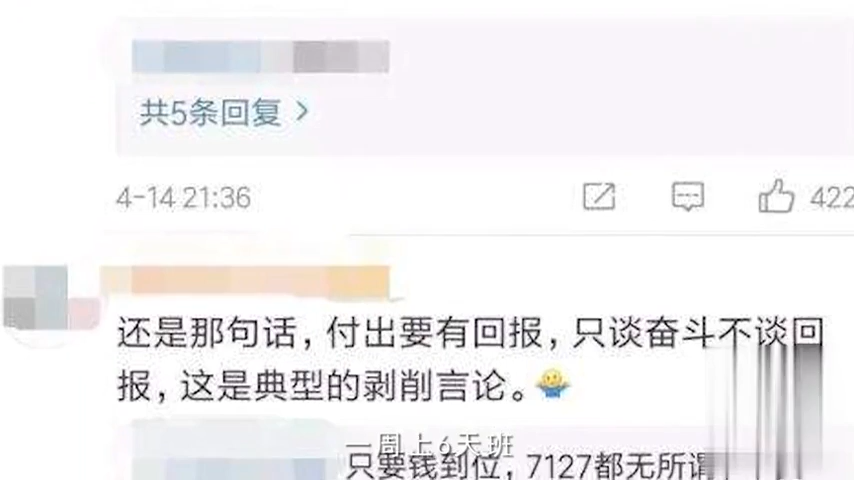 共5条回复 >
4-14 21:36
422
还是那句话，付出要有回报，只谈奋斗不谈回
报，这是典型的剥削言论。🤷
一周上6天班
只要钱到位，7127都无所谓